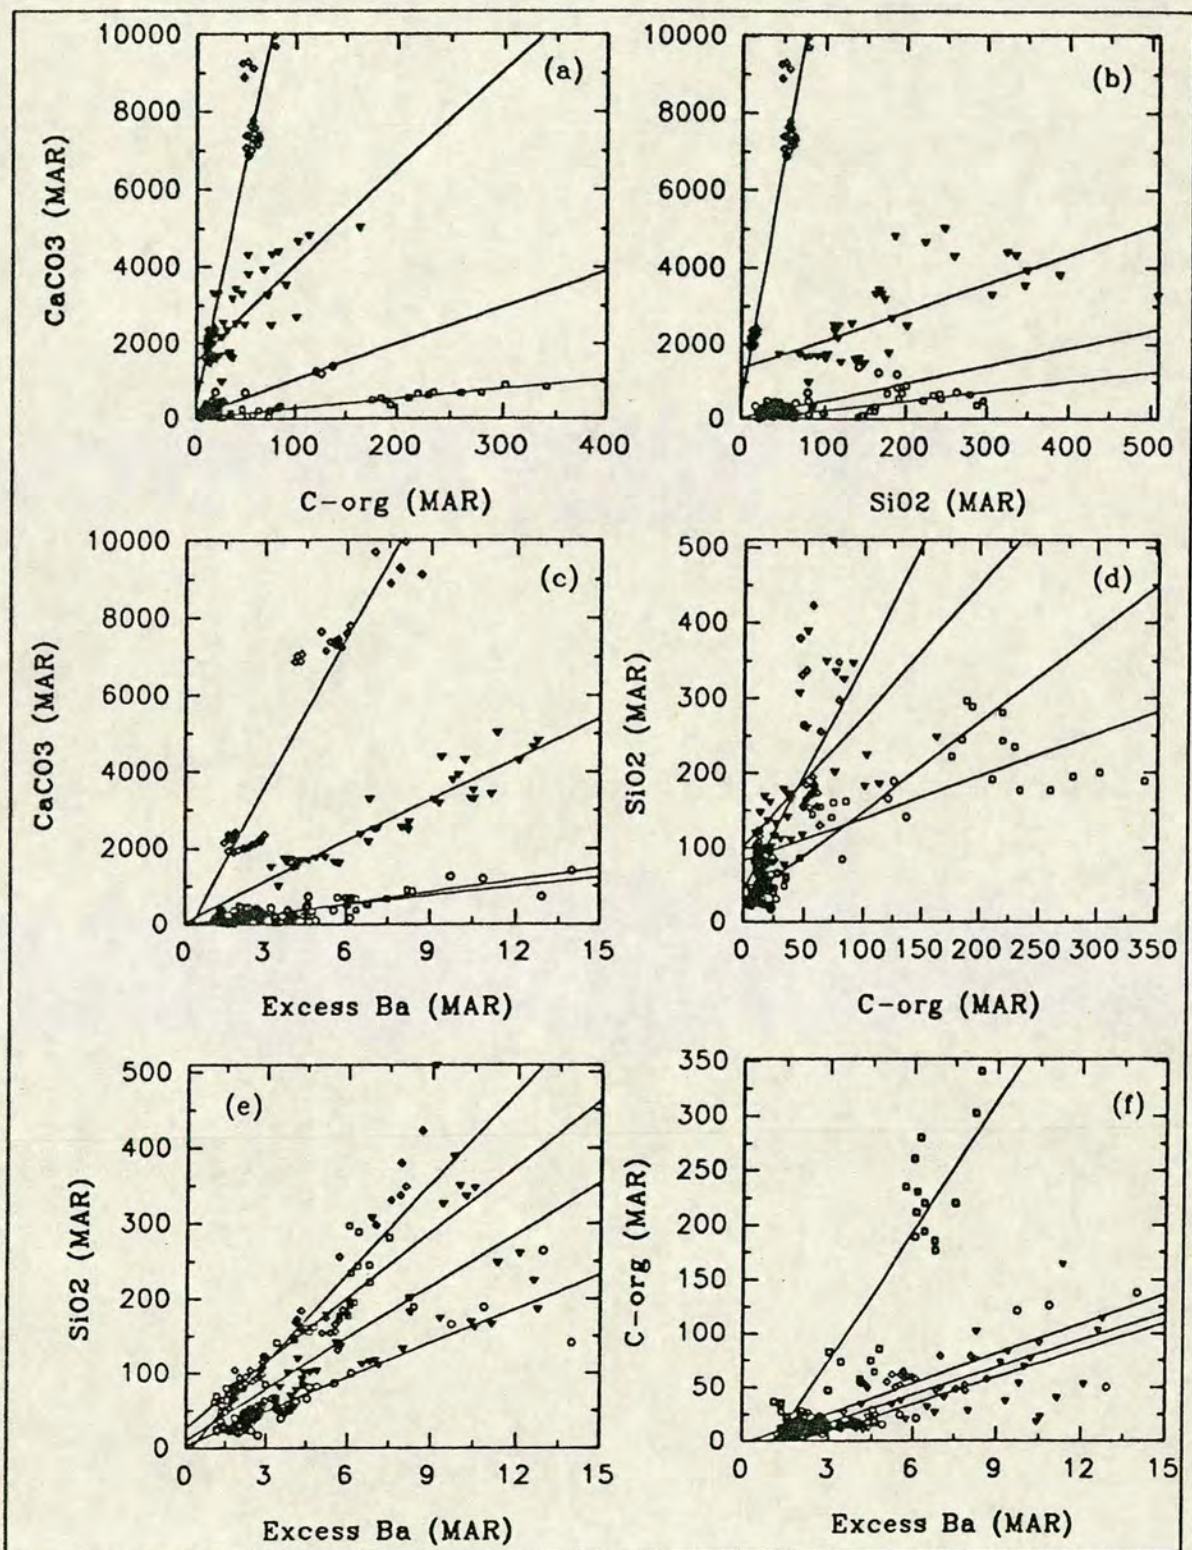 10000
8000
6000
4000
2000
0
CaCO3 (MAR)
(a)
0 100 200 300 400
C-org (MAR)
10000
8000
6000
4000
2000
0
(b)
0 100 200 300 400 500
SiO2 (MAR)
10000
8000
6000
4000
2000
0
CaCO3 (MAR)
(c)
0 3 6 9 12 15
Excess Ba (MAR)
500
400
300
200
100
0
SiO2 (MAR)
(d)
0 50 100 150 200 250 300 350
C-org (MAR)
500
400
300
200
100
0
SiO2 (MAR)
(e)
0 3 6 9 12 15
Excess Ba (MAR)
350
300
250
200
150
100
50
0
C-org (MAR)
(f)
0 3 6 9 12 15
Excess Ba (MAR)